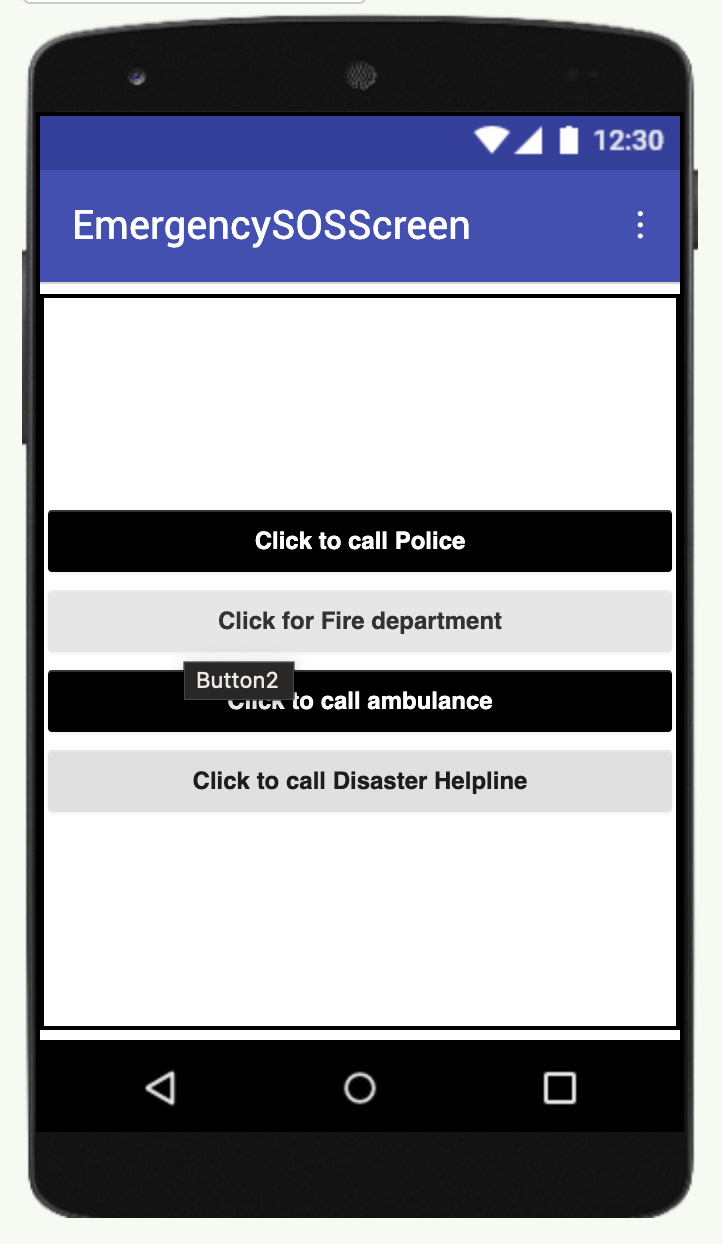 12:30
EmergencySOSScreen
Click to call Police
Click for Fire department
Button2
Click to call ambulance
Click to call Disaster Helpline